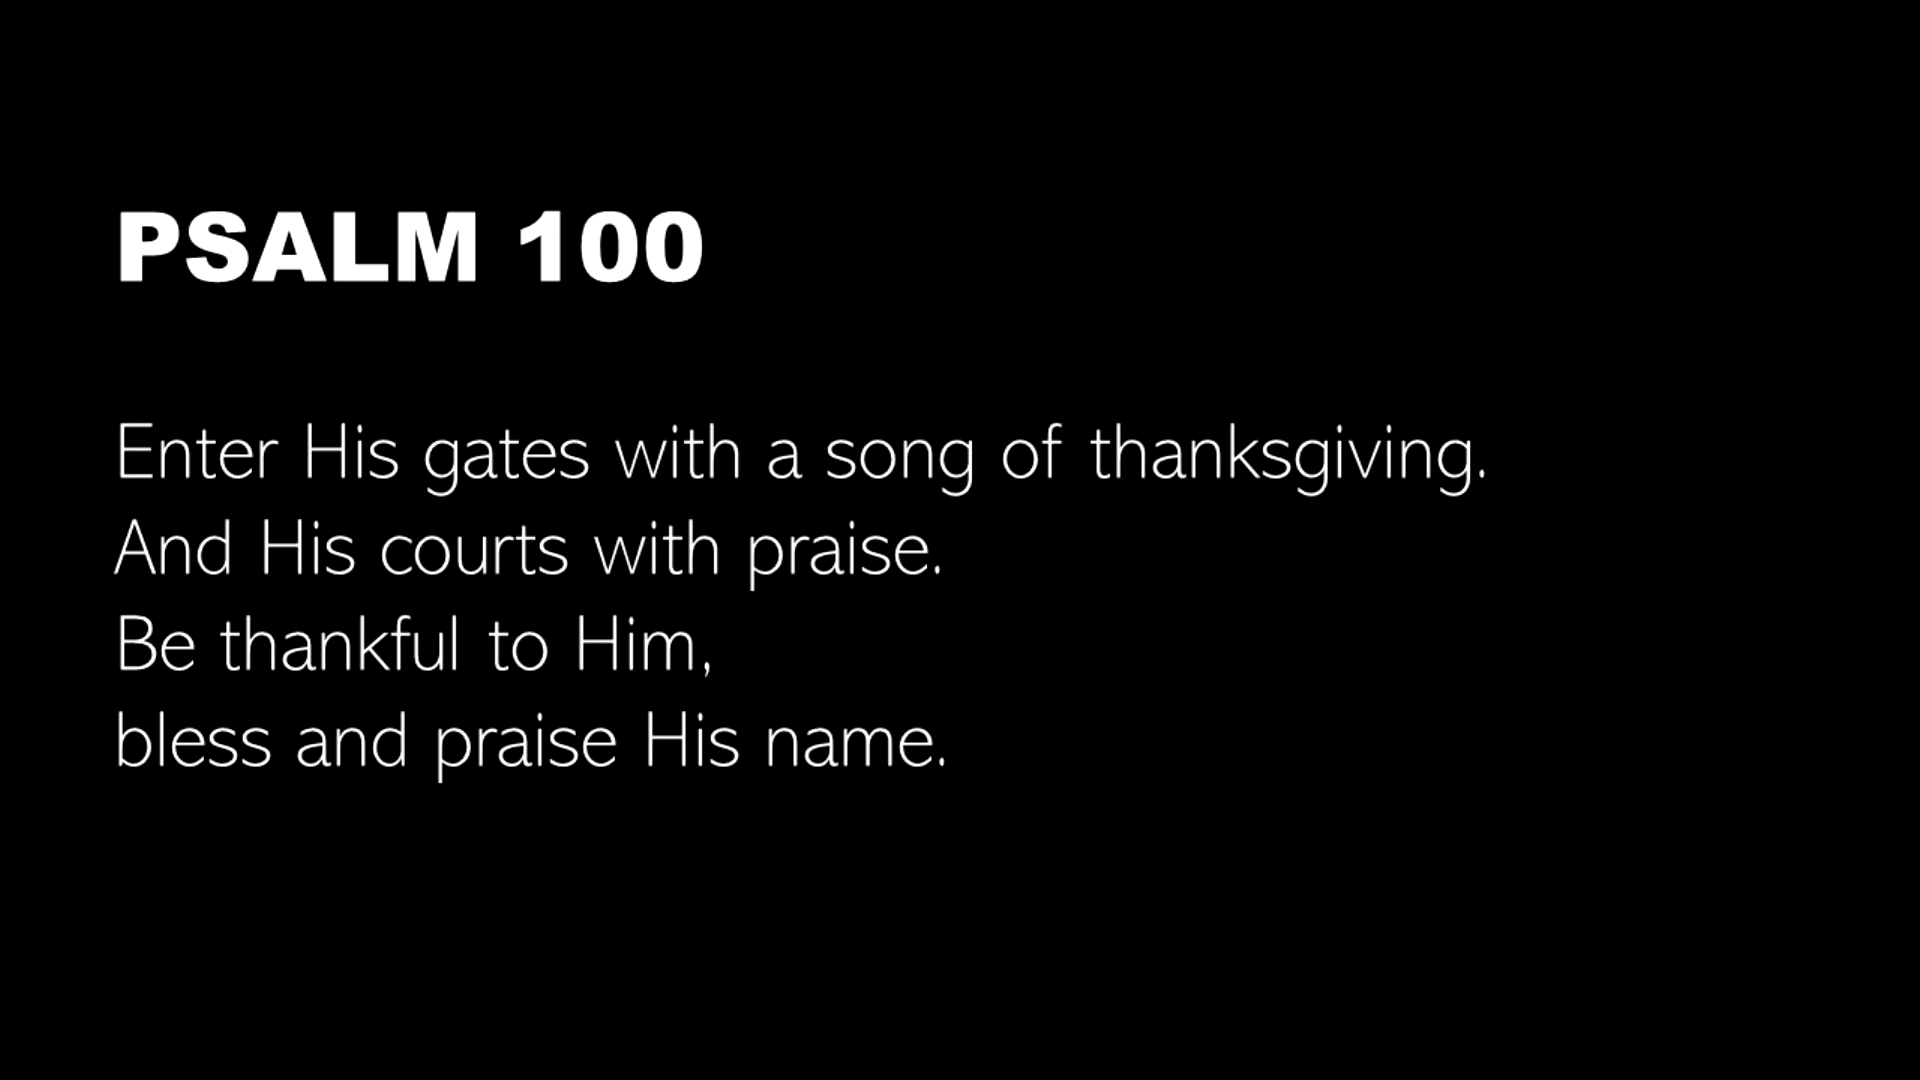 PSALM 100
Enter His gates with a song of thanksgiving.
And His courts with praise.
Be thankful to Him,
bless and praise His name.